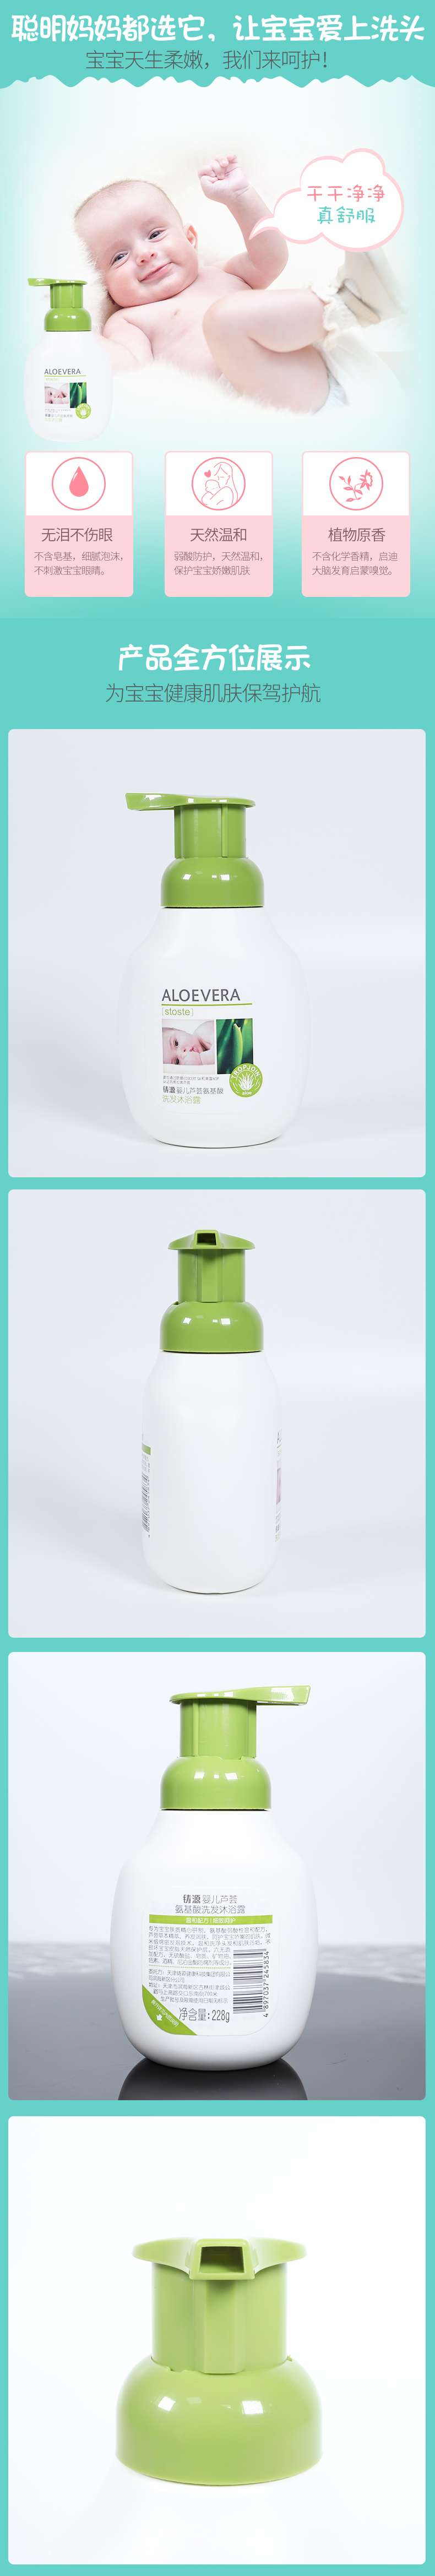 聪明妈妈都选它，让宝宝爱上洗头
宝宝天生柔嫩，我们来呵护！
干干净净
真舒服
ALOEVERA
无泪不伤眼
不含皂基，细腻泡沫，
不刺激宝宝眼睛。
天然温和
弱酸防护，天然温和，
保护宝宝娇嫩肌肤
植物原香
不含化学香精，启迪
大脑发育启蒙嗅觉。
产品全方位展示
为宝宝健康肌肤保驾护航
ALOEVERA
[stoste]
婴儿芦荟氨基酸
洗发沐浴露
婴儿芦荟
氨基酸洗发沐浴露
净含量：228g